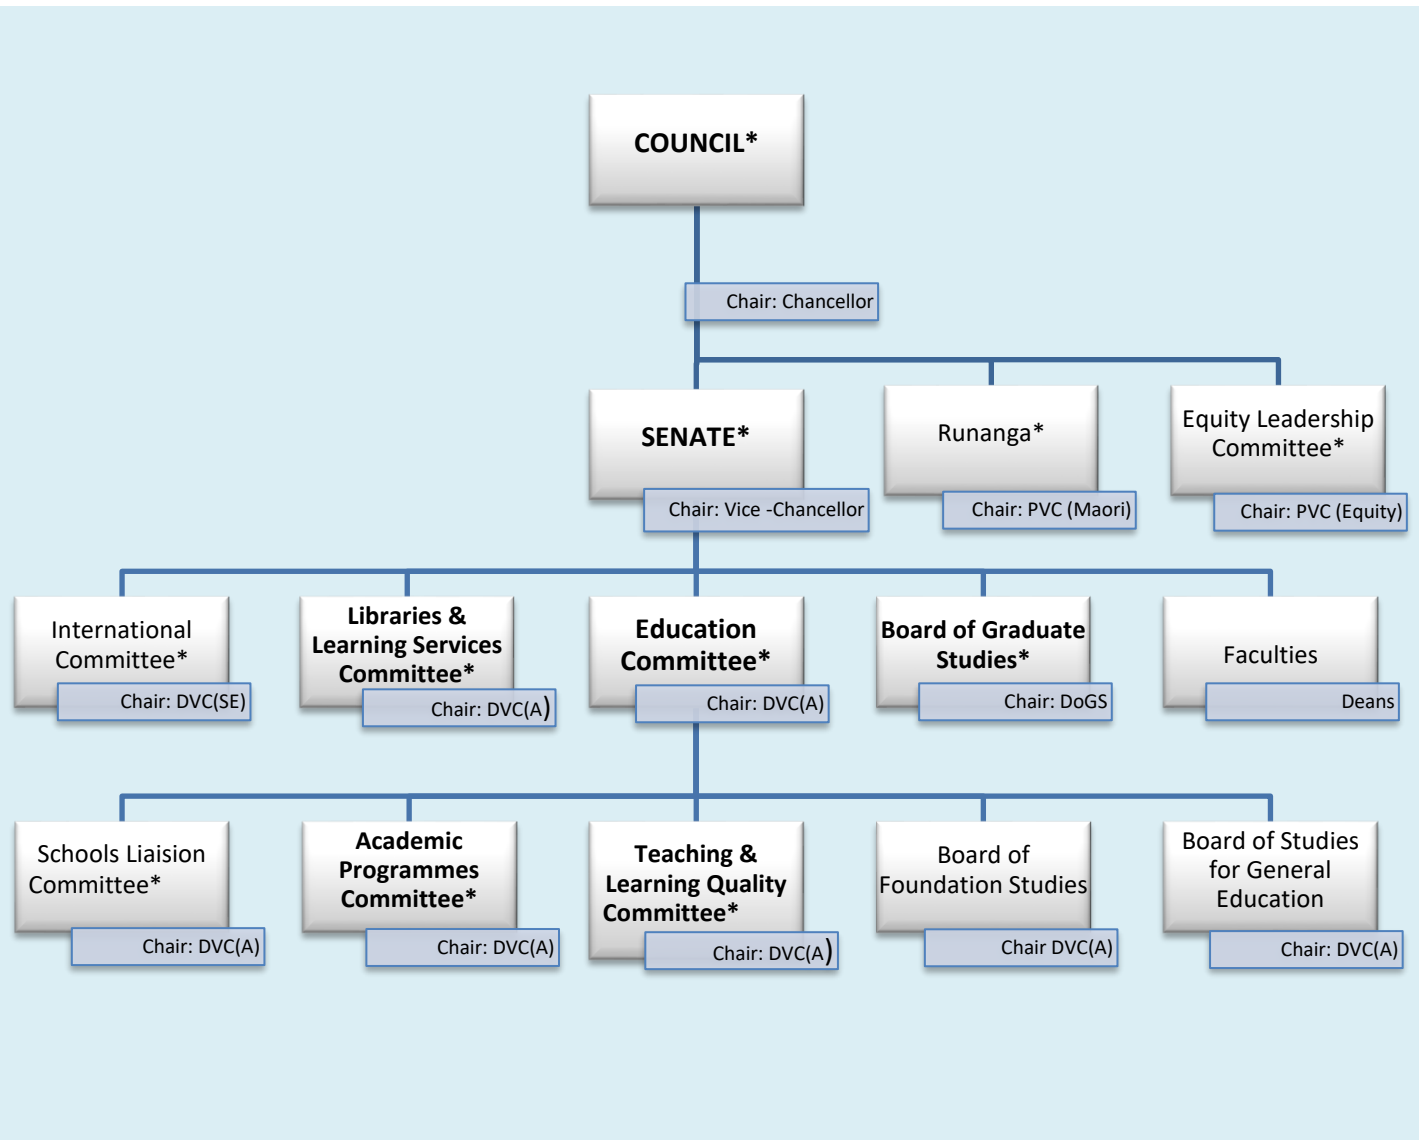 COUNCIL*
Chair: Chancellor
SENATE*
Chair: Vice -Chancellor
Runanga*
Chair: PVC (Maori)
Equity Leadership
Committee*
Chair: PVC (Equity)
International
Committee*
Chair: DVC(SE)
Libraries &
Learning Services
Committee*
Chair: DVC(A)
Education
Committee*
Chair: DVC(A)
Board of Graduate
Studies*
Chair: DoGS
Faculties
Deans
Schools Liaision
Committee*
Chair: DVC(A)
Academic
Programmes
Committee*
Chair: DVC(A)
Teaching &
Learning Quality
Committee*
Chair: DVC(A)
Board of
Foundation Studies
Chair DVC(A)
Board of Studies
for General
Education
Chair: DVC(A)